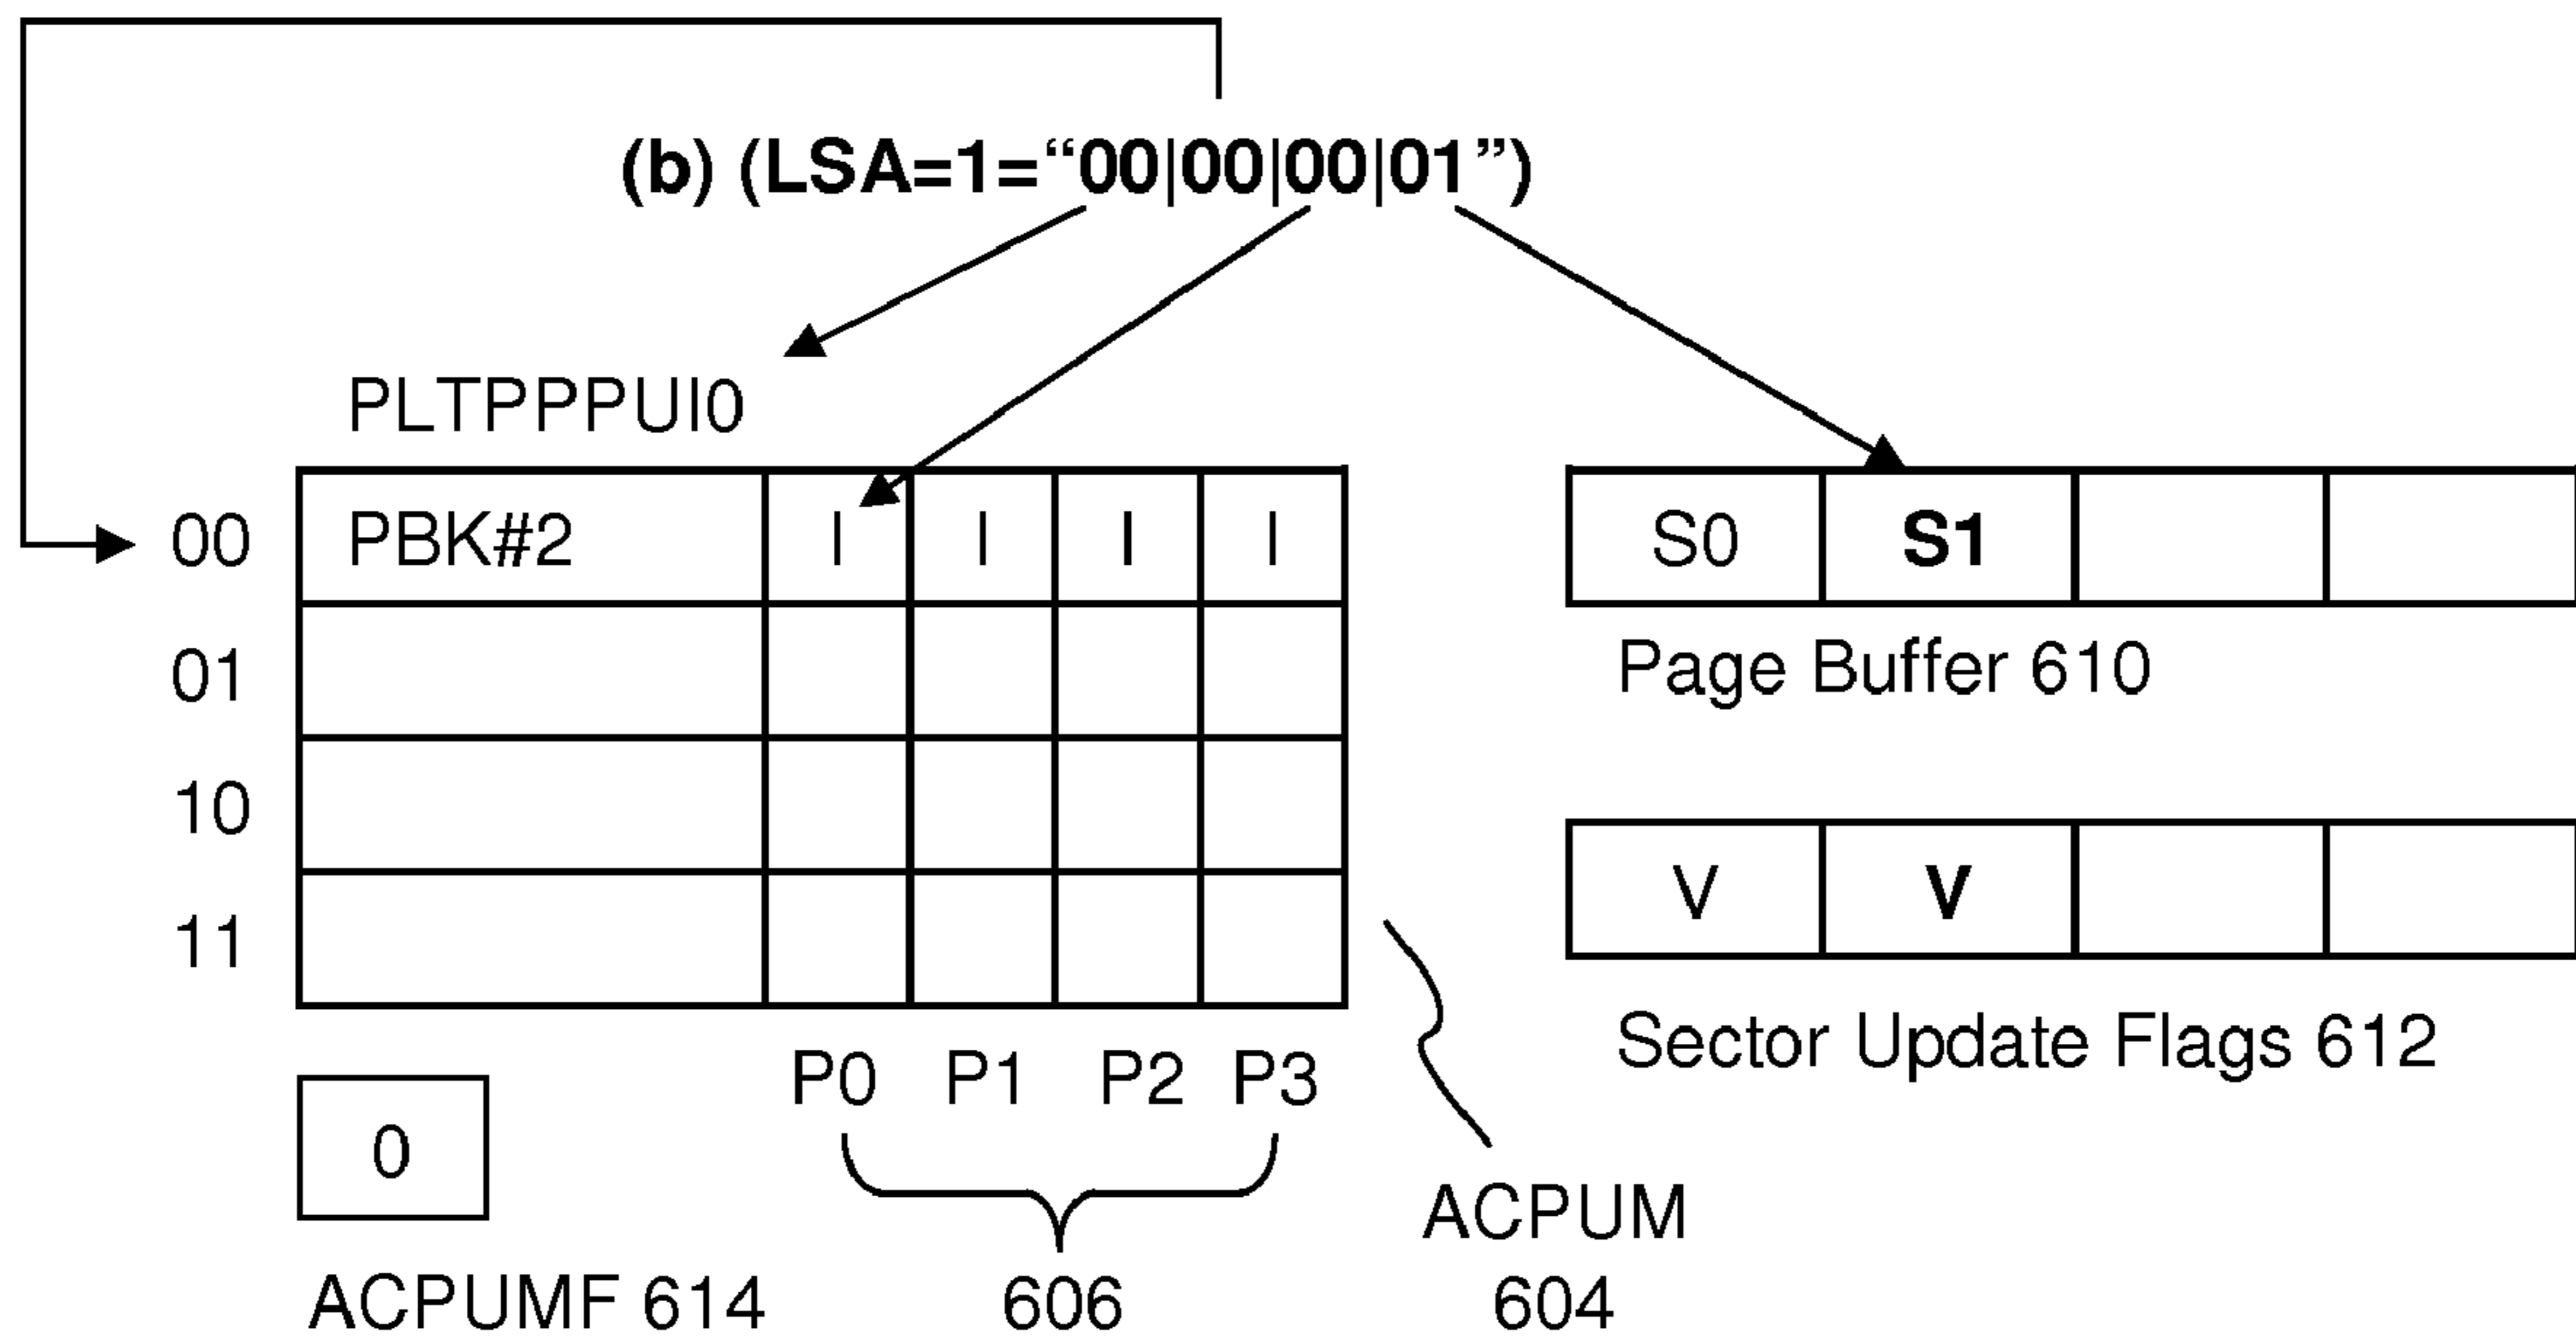 (b) (LSA=1=“00|00|00|01”)
PLTPPPUI0
00 PBK#2 I I I I
01
10
11
P0 P1 P2 P3
0
ACPUMF 614
606
ACPUM
604
S0 S1
Page Buffer 610
V V
Sector Update Flags 612